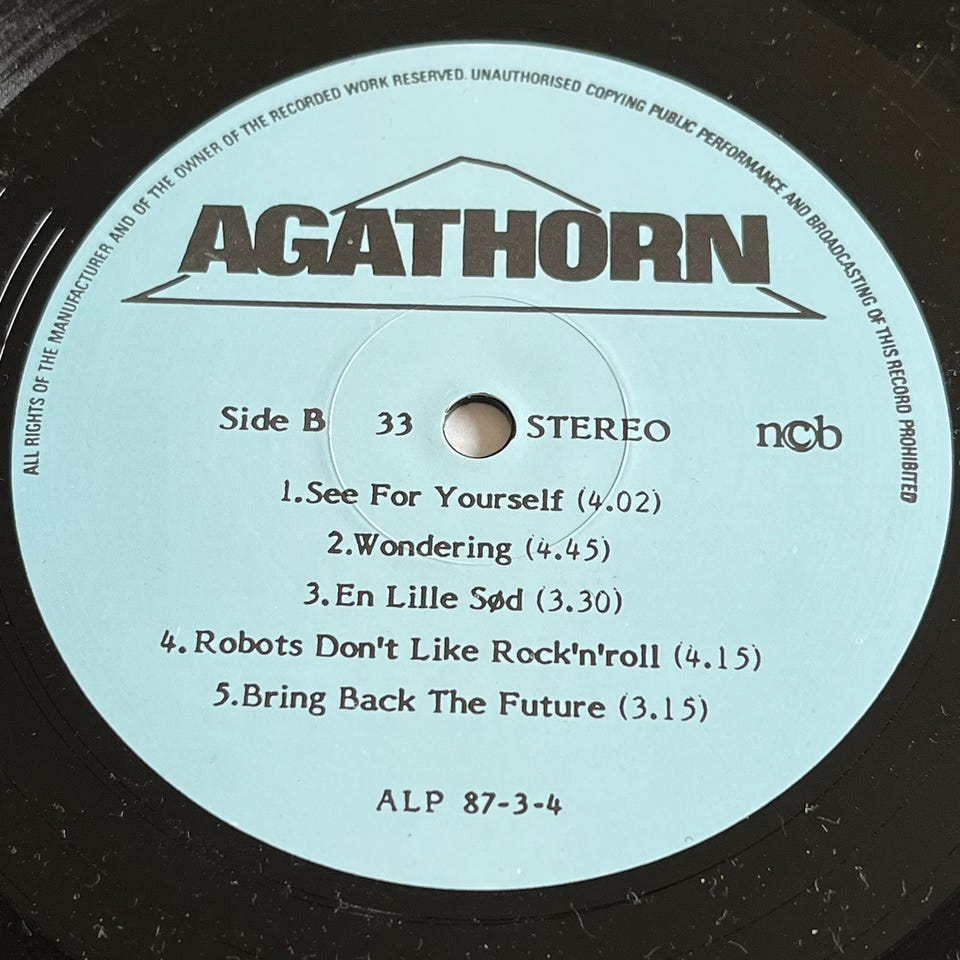 ALL RIGHTS OF THE MANUFACTURER AND OF THE OWNER OF THE RECORDED WORK RESERVED. UNAUTHORISED COPYING PUBLIC PERFORMANCE AND BROADCASTING OF THIS RECORD PROHIBITED
AGATHORN
Side B 33 STEREO ncb
1.See For Yourself (4.02)
2.Wondering (4.45)
3.En Lille Sød (3.30)
4.Robots Don't Like Rock'n'roll (4.15)
5.Bring Back The Future (3.15)
ALP 87-3-4